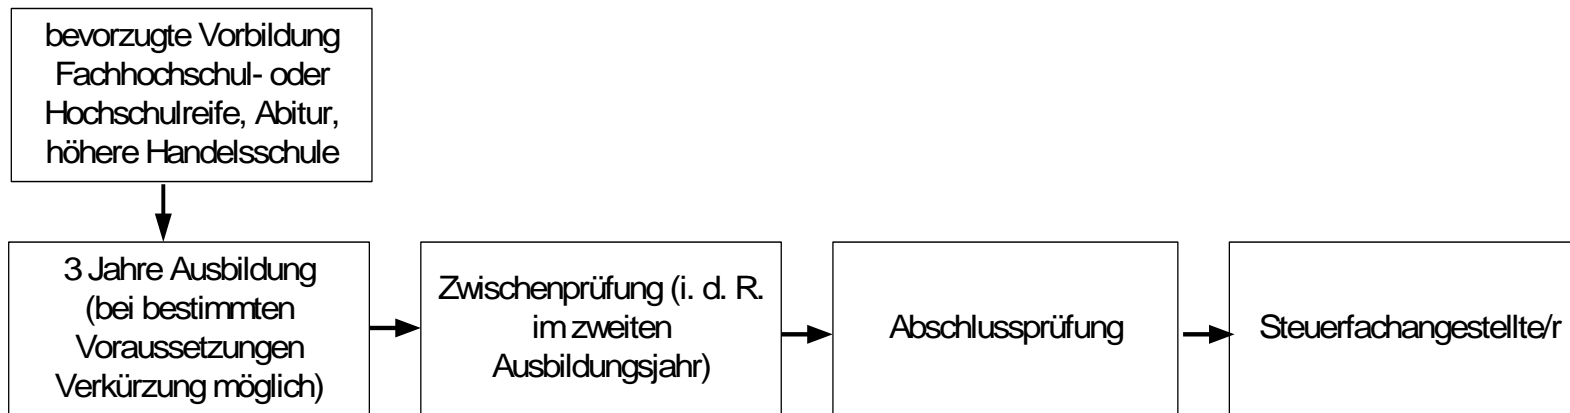 bevorzugte Vorbildung
Fachhochschul- oder
Hochschulreife, Abitur,
höhere Handelsschule
3 Jahre Ausbildung
(bei bestimmten
Voraussetzungen
Verkürzung möglich)
Zwischenprüfung (i. d. R.
im zweiten
Ausbildungsjahr)
Abschlussprüfung
Steuerfachangestellte/r